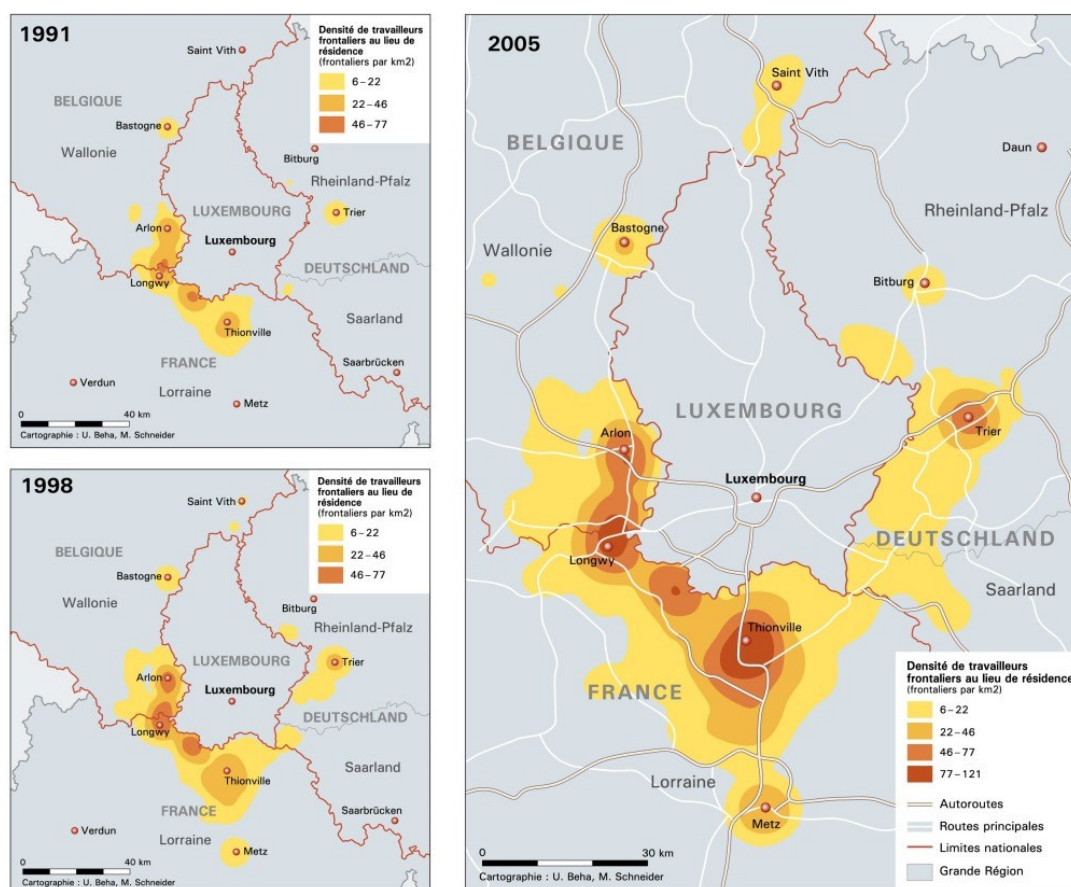 1991
Densité de travailleurs
frontaliers au lieu de
résidence
(frontaliers par km2)
6–22
22–46
46–77
Saint Vith
BELGIQUE
Bastogne
Wallonie
Bitburg
Rheinland-Pfalz
LUXEMBOURG
Trier
Arlon
Luxembourg
DEUTSCHLAND
Longwy
Saarland
Thionville
FRANCE
Saarbrücken
Lorraine
Verdun
Metz
0 40 km
Cartographie : U. Beha, M. Schneider
1998
Densité de travailleurs
frontaliers au lieu de
résidence
(frontaliers par km2)
6–22
22–46
46–77
Saint Vith
BELGIQUE
Bastogne
Wallonie
Bitburg
Rheinland-Pfalz
LUXEMBOURG
Trier
Arlon
Luxembourg
DEUTSCHLAND
Longwy
Saarland
Thionville
FRANCE
Saarbrücken
Verdun
Lorraine
Metz
0 40 km
Cartographie : U. Beha, M. Schneider
2005
Saint Vith
BELGIQUE
Daun
Rheinland-Pfalz
Bastogne
Wallonie
Bitburg
LUXEMBOURG
Arlon
Trier
Luxembourg
DEUTSCHLAND
Longwy
Saarland
Thionville
FRANCE
Lorraine
Metz
Densité de travailleurs
frontaliers au lieu de résidence
(frontaliers par km2)
6–22
22–46
46–77
77–121
Autoroutes
Routes principales
Limites nationales
Grande Région
0 30 km
Cartographie : U. Beha, M. Schneider